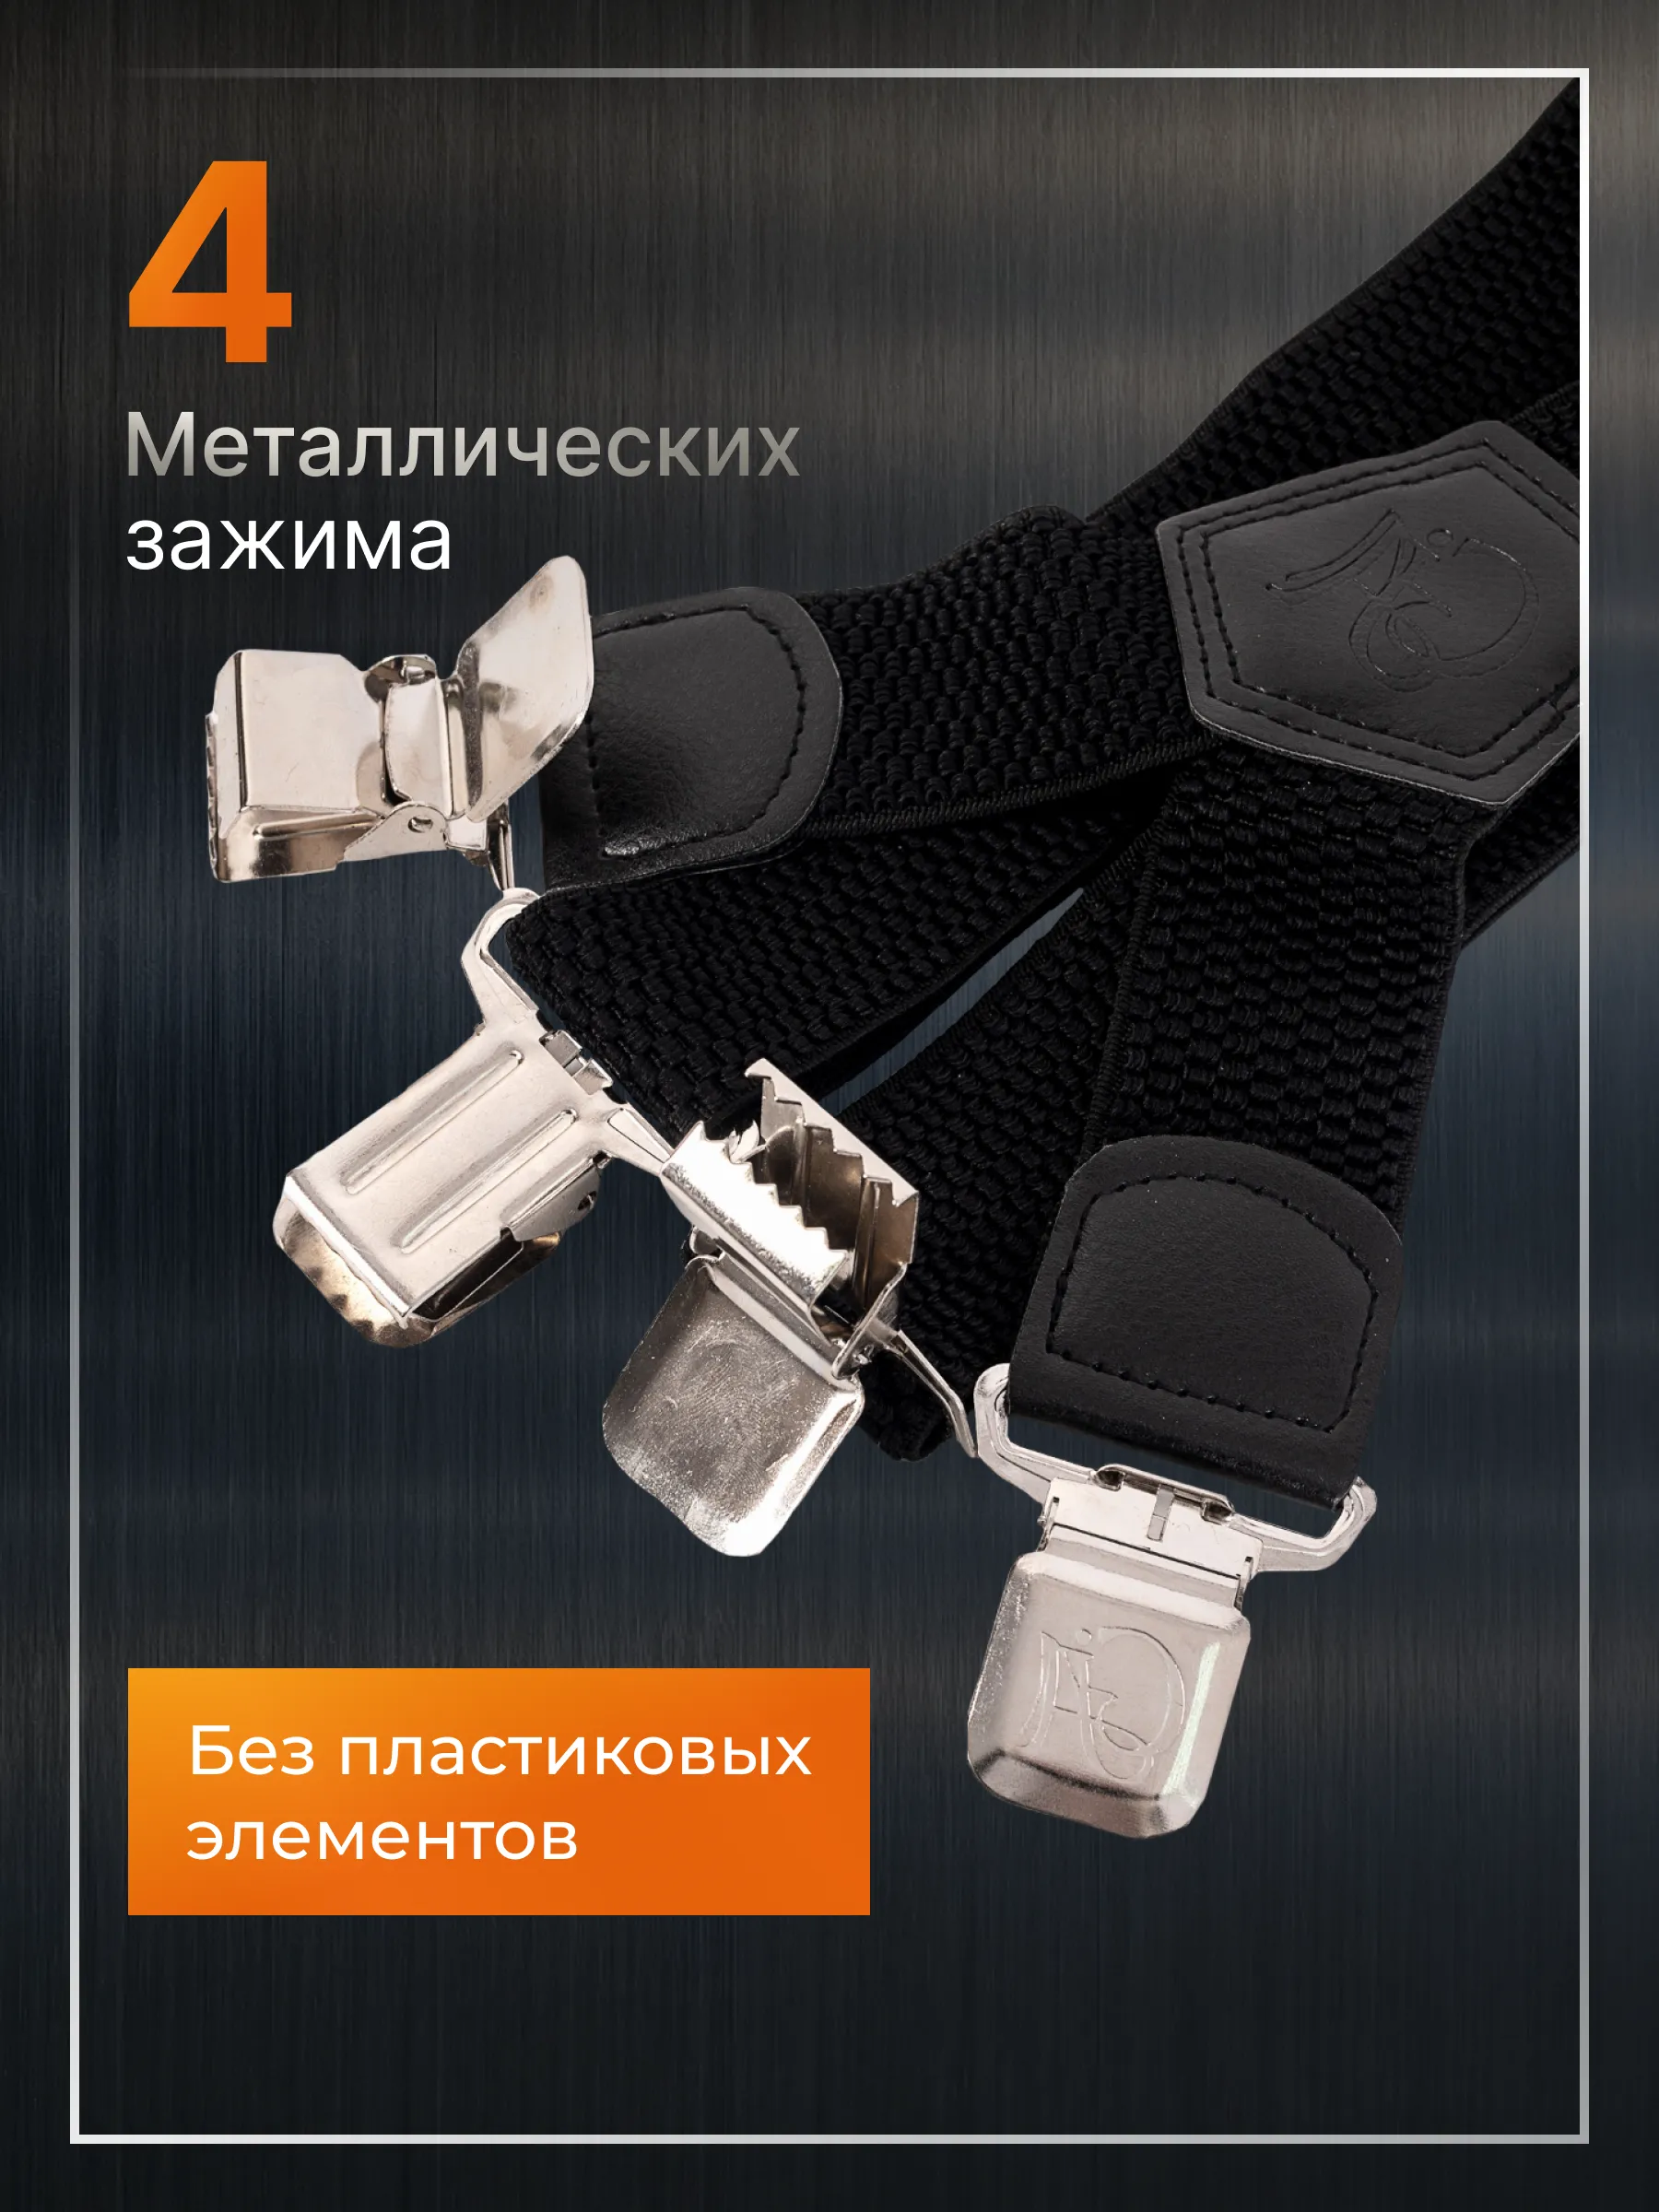 4
Металлических
зажима
Без пластиковых
элементов